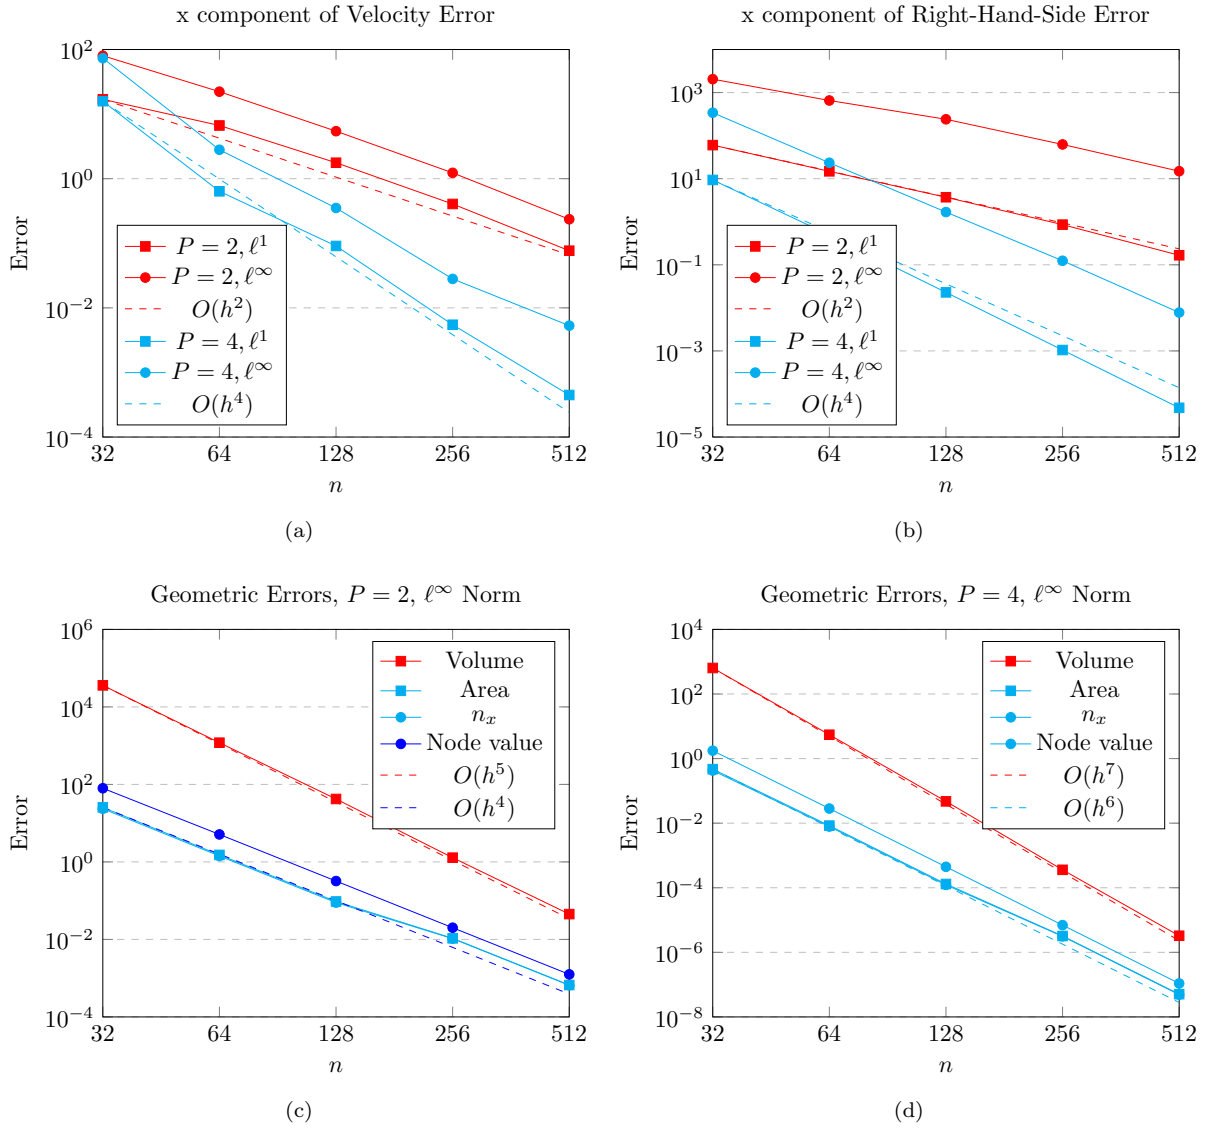 x component of Velocity Error
10^2
10^0
10^{-2}
10^{-4}
Error
P = 2, ℓ^1
P = 2, ℓ^∞
O(h^2)
P = 4, ℓ^1
P = 4, ℓ^∞
O(h^4)
32 64 128 256 512
n
(a)
x component of Right-Hand-Side Error
10^3
10^1
10^{-1}
10^{-3}
10^{-5}
Error
P = 2, ℓ^1
P = 2, ℓ^∞
O(h^2)
P = 4, ℓ^1
P = 4, ℓ^∞
O(h^4)
32 64 128 256 512
n
(b)
Geometric Errors, P = 2, ℓ^∞ Norm
10^6
10^4
10^2
10^0
10^{-2}
10^{-4}
Error
Volume
Area
n_x
Node value
O(h^5)
O(h^4)
32 64 128 256 512
n
(c)
Geometric Errors, P = 4, ℓ^∞ Norm
10^4
10^2
10^0
10^{-2}
10^{-4}
10^{-6}
10^{-8}
Error
Volume
Area
n_x
Node value
O(h^7)
O(h^6)
32 64 128 256 512
n
(d)